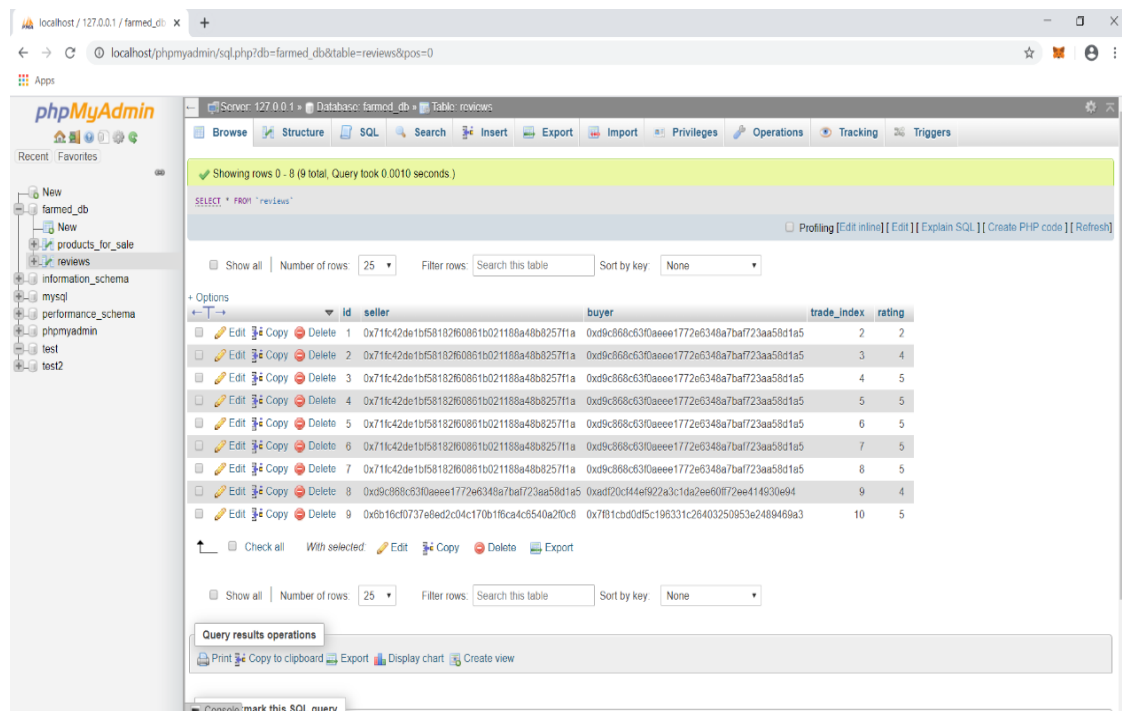 localhost / 127.0.0.1 / farmed_db
localhost/phpmyadmin/sql.php?db=farmed_db&table=reviews&pos=0
Apps
phpMyAdmin
Recent Favorites
New
farmed_db
New
products_for_sale
reviews
information_schema
mysql
performance_schema
phpmyadmin
test
test2
Server: 127.0.0.1 » Database: farmed_db » Table: reviews
Browse Structure SQL Search Insert Export Import Privileges Operations Tracking Triggers
Showing rows 0 - 8 (9 total, Query took 0.0010 seconds.)
SELECT * FROM `reviews`
Profiling [Edit inline] [ Edit ] [ Explain SQL ] [ Create PHP code ] [ Refresh]
Show all Number of rows: 25 Filter rows: Search this table Sort by key: None
+ Options
←T→ id seller buyer trade_index rating
Edit Copy Delete 1 0x71fc42de1bf58182f60861b021188a48b8257f1a 0xd9c868c63f0aeee1772e6348a7baf723aa58d1a5 2 2
Edit Copy Delete 2 0x71fc42de1bf58182f60861b021188a48b8257f1a 0xd9c868c63f0aeee1772e6348a7baf723aa58d1a5 3 4
Edit Copy Delete 3 0x71fc42de1bf58182f60861b021188a48b8257f1a 0xd9c868c63f0aeee1772e6348a7baf723aa58d1a5 4 5
Edit Copy Delete 4 0x71fc42de1bf58182f60861b021188a48b8257f1a 0xd9c868c63f0aeee1772e6348a7baf723aa58d1a5 5 5
Edit Copy Delete 5 0x71fc42de1bf58182f60861b021188a48b8257f1a 0xd9c868c63f0aeee1772e6348a7baf723aa58d1a5 6 5
Edit Copy Delete 6 0x71fc42de1bf58182f60861b021188a48b8257f1a 0xd9c868c63f0aeee1772e6348a7baf723aa58d1a5 7 5
Edit Copy Delete 7 0x71fc42de1bf58182f60861b021188a48b8257f1a 0xd9c868c63f0aeee1772e6348a7baf723aa58d1a5 8 5
Edit Copy Delete 8 0xd9c868c63f0aeee1772e6348a7baf723aa58d1a5 0xadf20cf44ef922a3c1da2ee60ff72ee414930e94 9 4
Edit Copy Delete 9 0x6b16cf0737e8ed2c04c170b1f6ca4c6540a2f0c8 0x7f81cbd0df5c196331c26403250953e2489469a3 10 5
Check all With selected: Edit Copy Delete Export
Show all Number of rows: 25 Filter rows: Search this table Sort by key: None
Query results operations
Print Copy to clipboard Export Display chart Create view
Console mark this SQL query